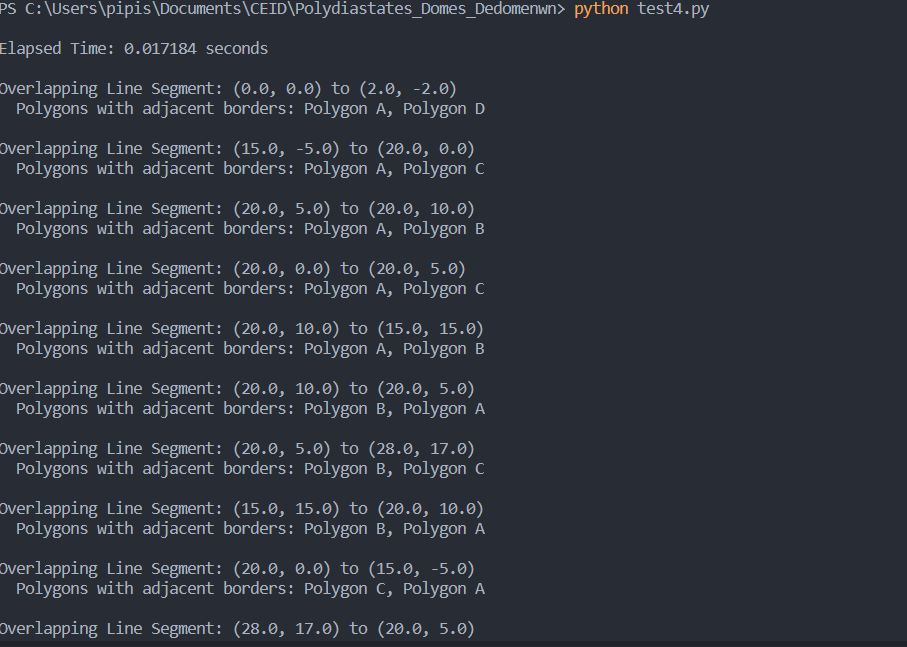 PS C:\Users\pipis\Documents\CEID\Polydiastates_Domes_Dedomenwn> python test4.py
Elapsed Time: 0.017184 seconds
Overlapping Line Segment: (0.0, 0.0) to (2.0, -2.0)
Polygons with adjacent borders: Polygon A, Polygon D
Overlapping Line Segment: (15.0, -5.0) to (20.0, 0.0)
Polygons with adjacent borders: Polygon A, Polygon C
Overlapping Line Segment: (20.0, 5.0) to (20.0, 10.0)
Polygons with adjacent borders: Polygon A, Polygon B
Overlapping Line Segment: (20.0, 0.0) to (20.0, 5.0)
Polygons with adjacent borders: Polygon A, Polygon C
Overlapping Line Segment: (20.0, 10.0) to (15.0, 15.0)
Polygons with adjacent borders: Polygon A, Polygon B
Overlapping Line Segment: (20.0, 10.0) to (20.0, 5.0)
Polygons with adjacent borders: Polygon B, Polygon A
Overlapping Line Segment: (20.0, 5.0) to (28.0, 17.0)
Polygons with adjacent borders: Polygon B, Polygon C
Overlapping Line Segment: (15.0, 15.0) to (20.0, 10.0)
Polygons with adjacent borders: Polygon B, Polygon A
Overlapping Line Segment: (20.0, 0.0) to (15.0, -5.0)
Polygons with adjacent borders: Polygon C, Polygon A
Overlapping Line Segment: (28.0, 17.0) to (20.0, 5.0)